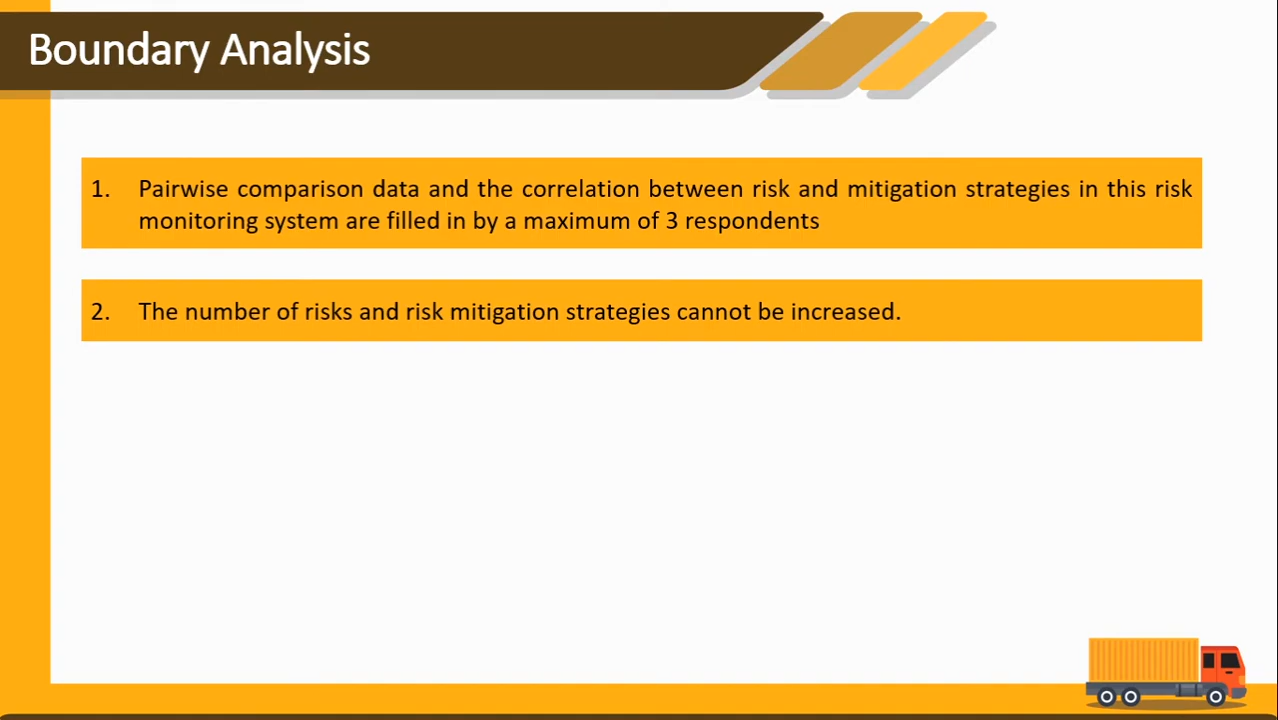 Boundary Analysis
1. Pairwise comparison data and the correlation between risk and mitigation strategies in this risk
monitoring system are filled in by a maximum of 3 respondents
2. The number of risks and risk mitigation strategies cannot be increased.